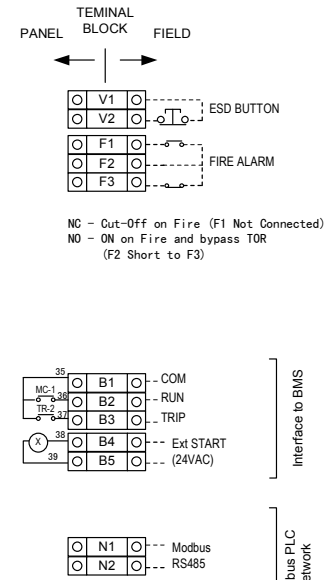 TEMINAL
BLOCK
PANEL
FIELD
V1
V2
ESD BUTTON
F1
F2
F3
FIRE ALARM
NC - Cut-Off on Fire (F1 Not Connected)
NO - ON on Fire and bypass TOR
(F2 Short to F3)
35
B1
COM
MC-1
36
B2
RUN
TR-2
37
B3
TRIP
X
38
B4
Ext START
39
B5
(24VAC)
Interface to BMS
N1
Modbus
N2
RS485
bus PLC